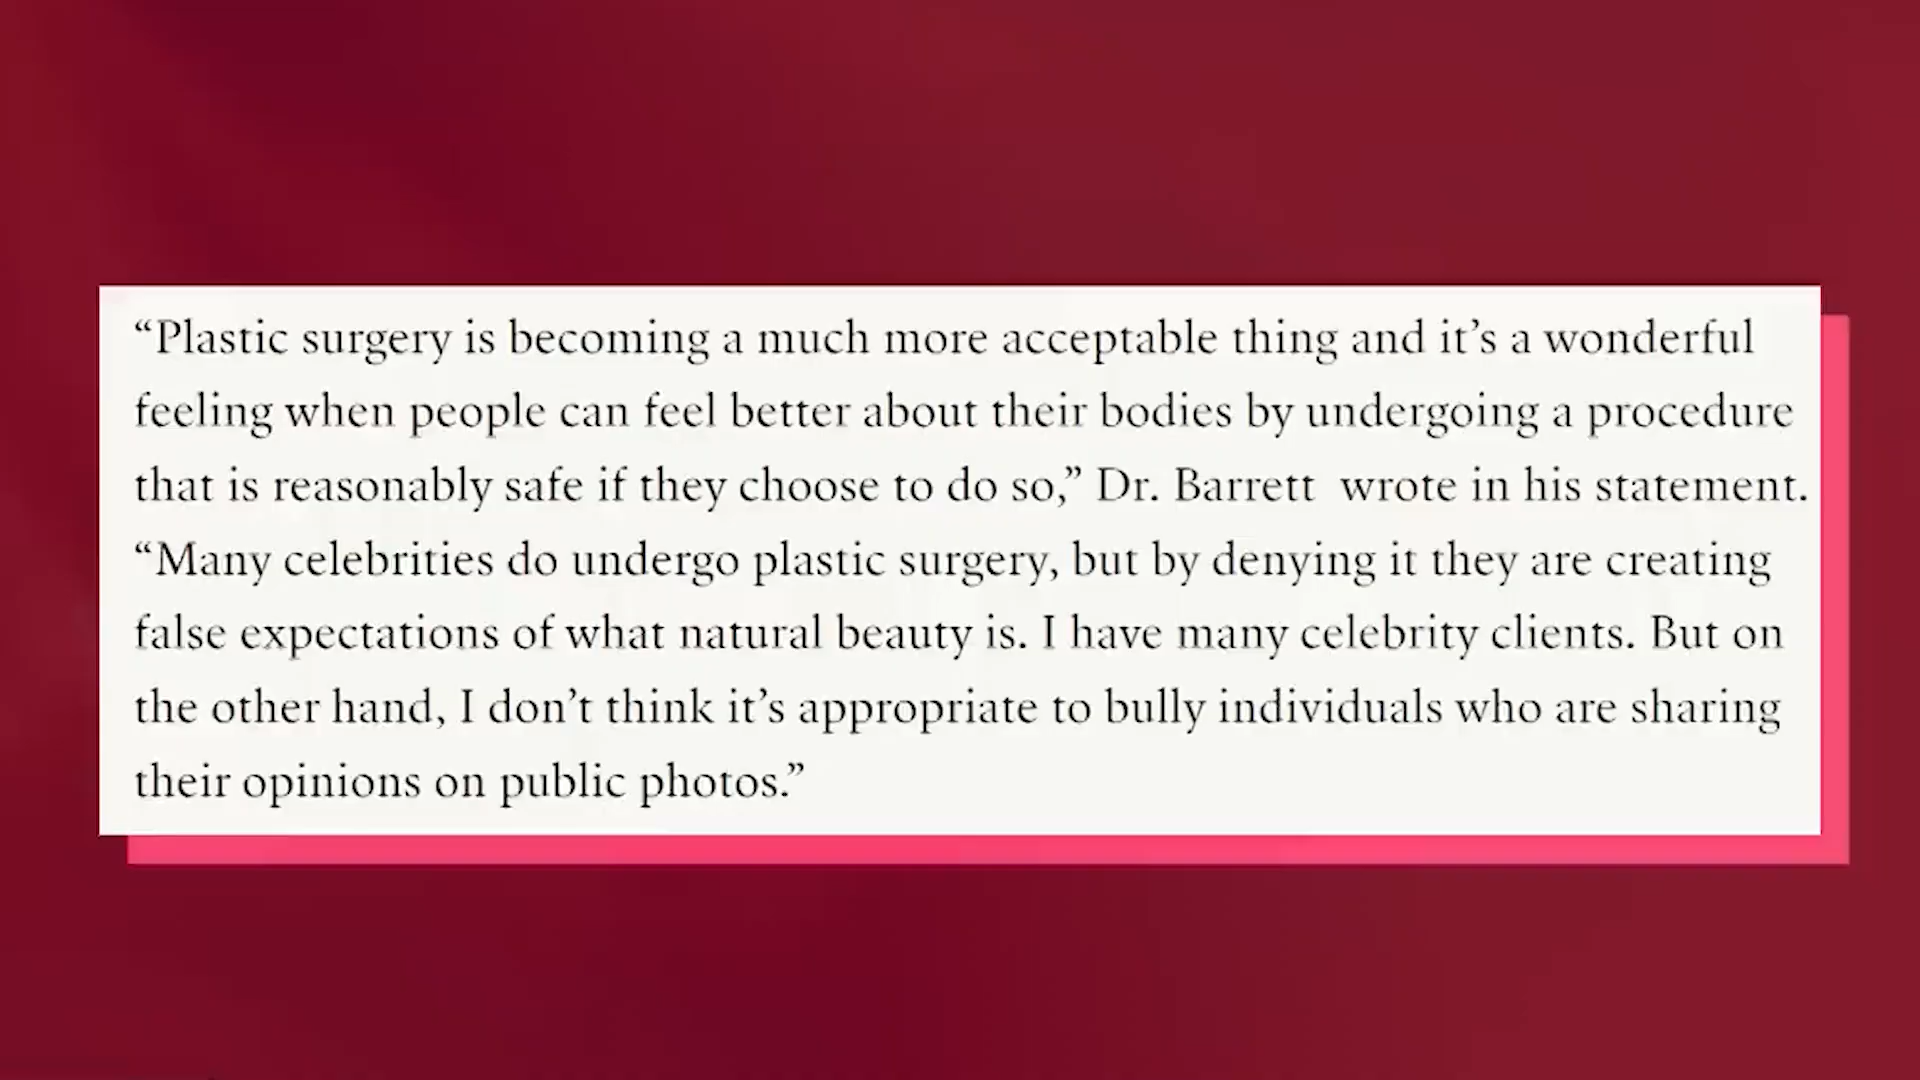 “Plastic surgery is becoming a much more acceptable thing and it’s a wonderful
feeling when people can feel better about their bodies by undergoing a procedure
that is reasonably safe if they choose to do so,” Dr. Barrett  wrote in his statement.
“Many celebrities do undergo plastic surgery, but by denying it they are creating
false expectations of what natural beauty is. I have many celebrity clients. But on
the other hand, I don’t think it’s appropriate to bully individuals who are sharing
their opinions on public photos.”